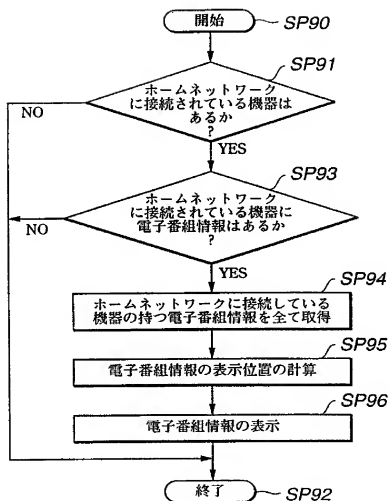 開始
SP90
SP91
ホームネットワーク
に接続されている機器は
あるか
?
NO
YES
SP93
ホームネットワーク
に接続されている機器に
電子番組情報はあるか
?
NO
YES
SP94
ホームネットワークに接続している
機器の持つ電子番組情報を全て取得
SP95
電子番組情報の表示位置の計算
SP96
電子番組情報の表示
終了
SP92